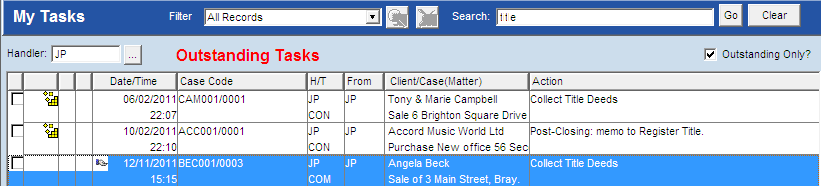 My Tasks Filter All Records Search: t1e Go Clear
Handler: JP ... Outstanding Tasks Outstanding Only?
Date/Time Case Code H/T From Client/Case(Matter) Action
06/02/2011 CAM001/0001 JP JP Tony & Marie Campbell Collect Title Deeds
22:07 CON Sale 6 Brighton Square Drive
10/02/2011 ACC001/0001 JP JP Accord Music World Ltd Post-Closing: memo to Register Title.
22:10 CON Purchase New office 56 Sec
12/11/2011 BEC001/0003 JP JP Angela Beck Collect Title Deeds
15:15 COM Sale of 3 Main Street, Bray.